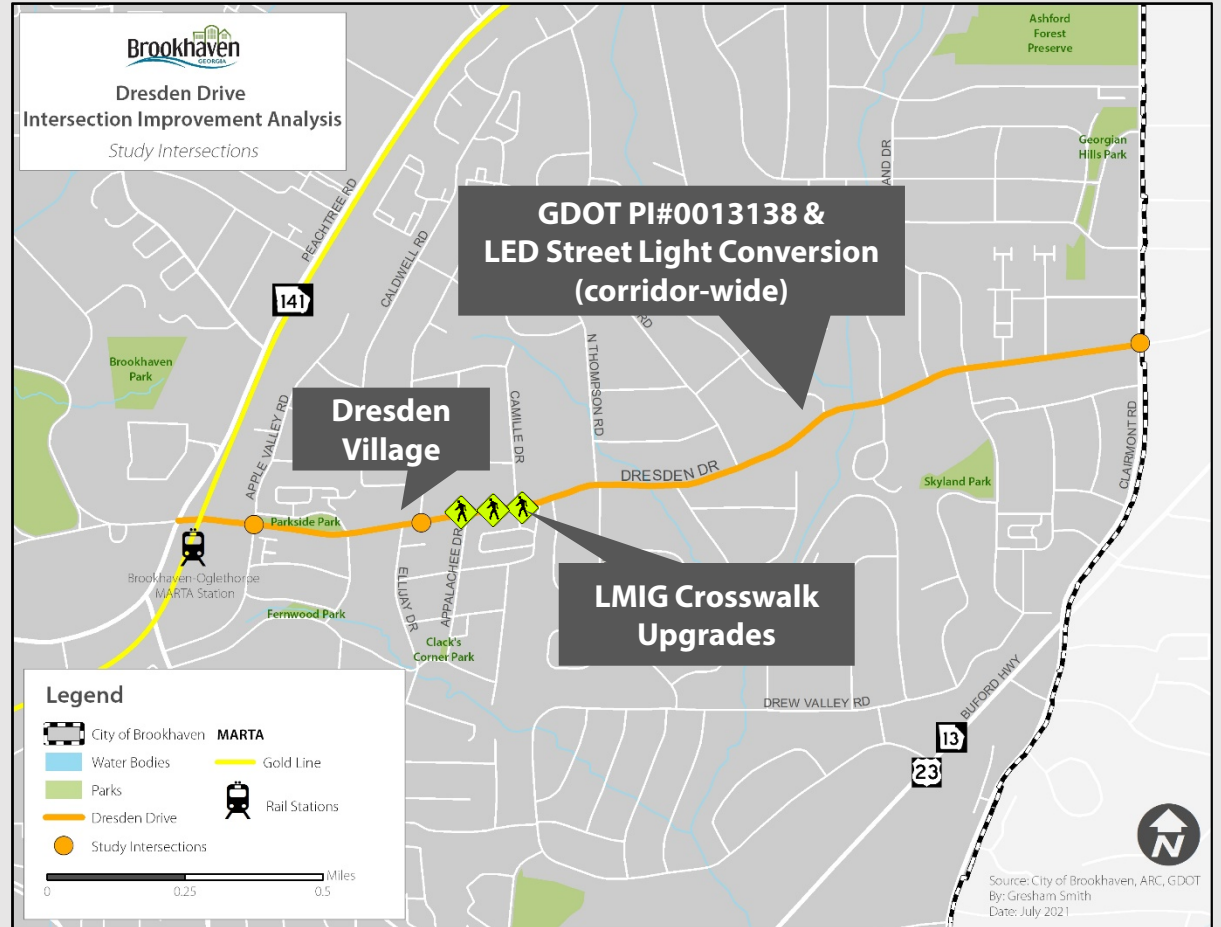 Brookhaven
GEORGIA
Dresden Drive
Intersection Improvement Analysis
Study Intersections
Ashford
Forest
Preserve
Georgian
Hills Park
AND DR
PEACHTREE RD
CALDWELL RD
GDOT PI#0013138 &
LED Street Light Conversion
(corridor-wide)
141
RD
N THOMPSON RD
Brookhaven
Park
Dresden
Village
CAMILLE DR
APPLE VALLEY RD
DRESDEN DR
CLAIRMONT RD
Skyland Park
Parkside Park
Brookhaven-Oglethorpe
MARTA Station
APPALACHEE DR
ELLIJAY DR
LMIG Crosswalk
Upgrades
Fernwood Park
Clack's
Corner Park
BUFORD HWY
DREW VALLEY RD
13
23
Legend
City of Brookhaven
MARTA
Water Bodies
Gold Line
Parks
Rail Stations
Dresden Drive
Study Intersections
Miles
0
0.25
0.5
N
Source: City of Brookhaven, ARC, GDOT
By: Gresham Smith
Date: July 2021